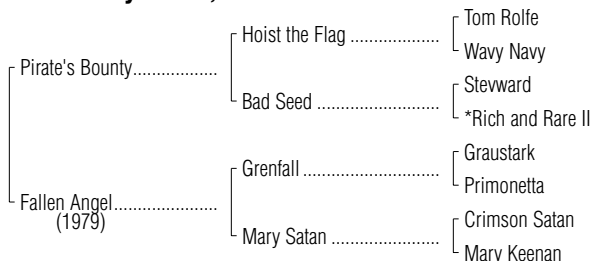 Tom Rolfe
Hoist the Flag ......................
Wavy Navy
Pirate's Bounty..................
Stevward
Bad Seed .........................
*Rich and Rare II
Graustark
Grenfall ............................
Primonetta
Fallen Angel.....................
(1979)
Crimson Satan
Mary Satan ......................
Mary Keenan